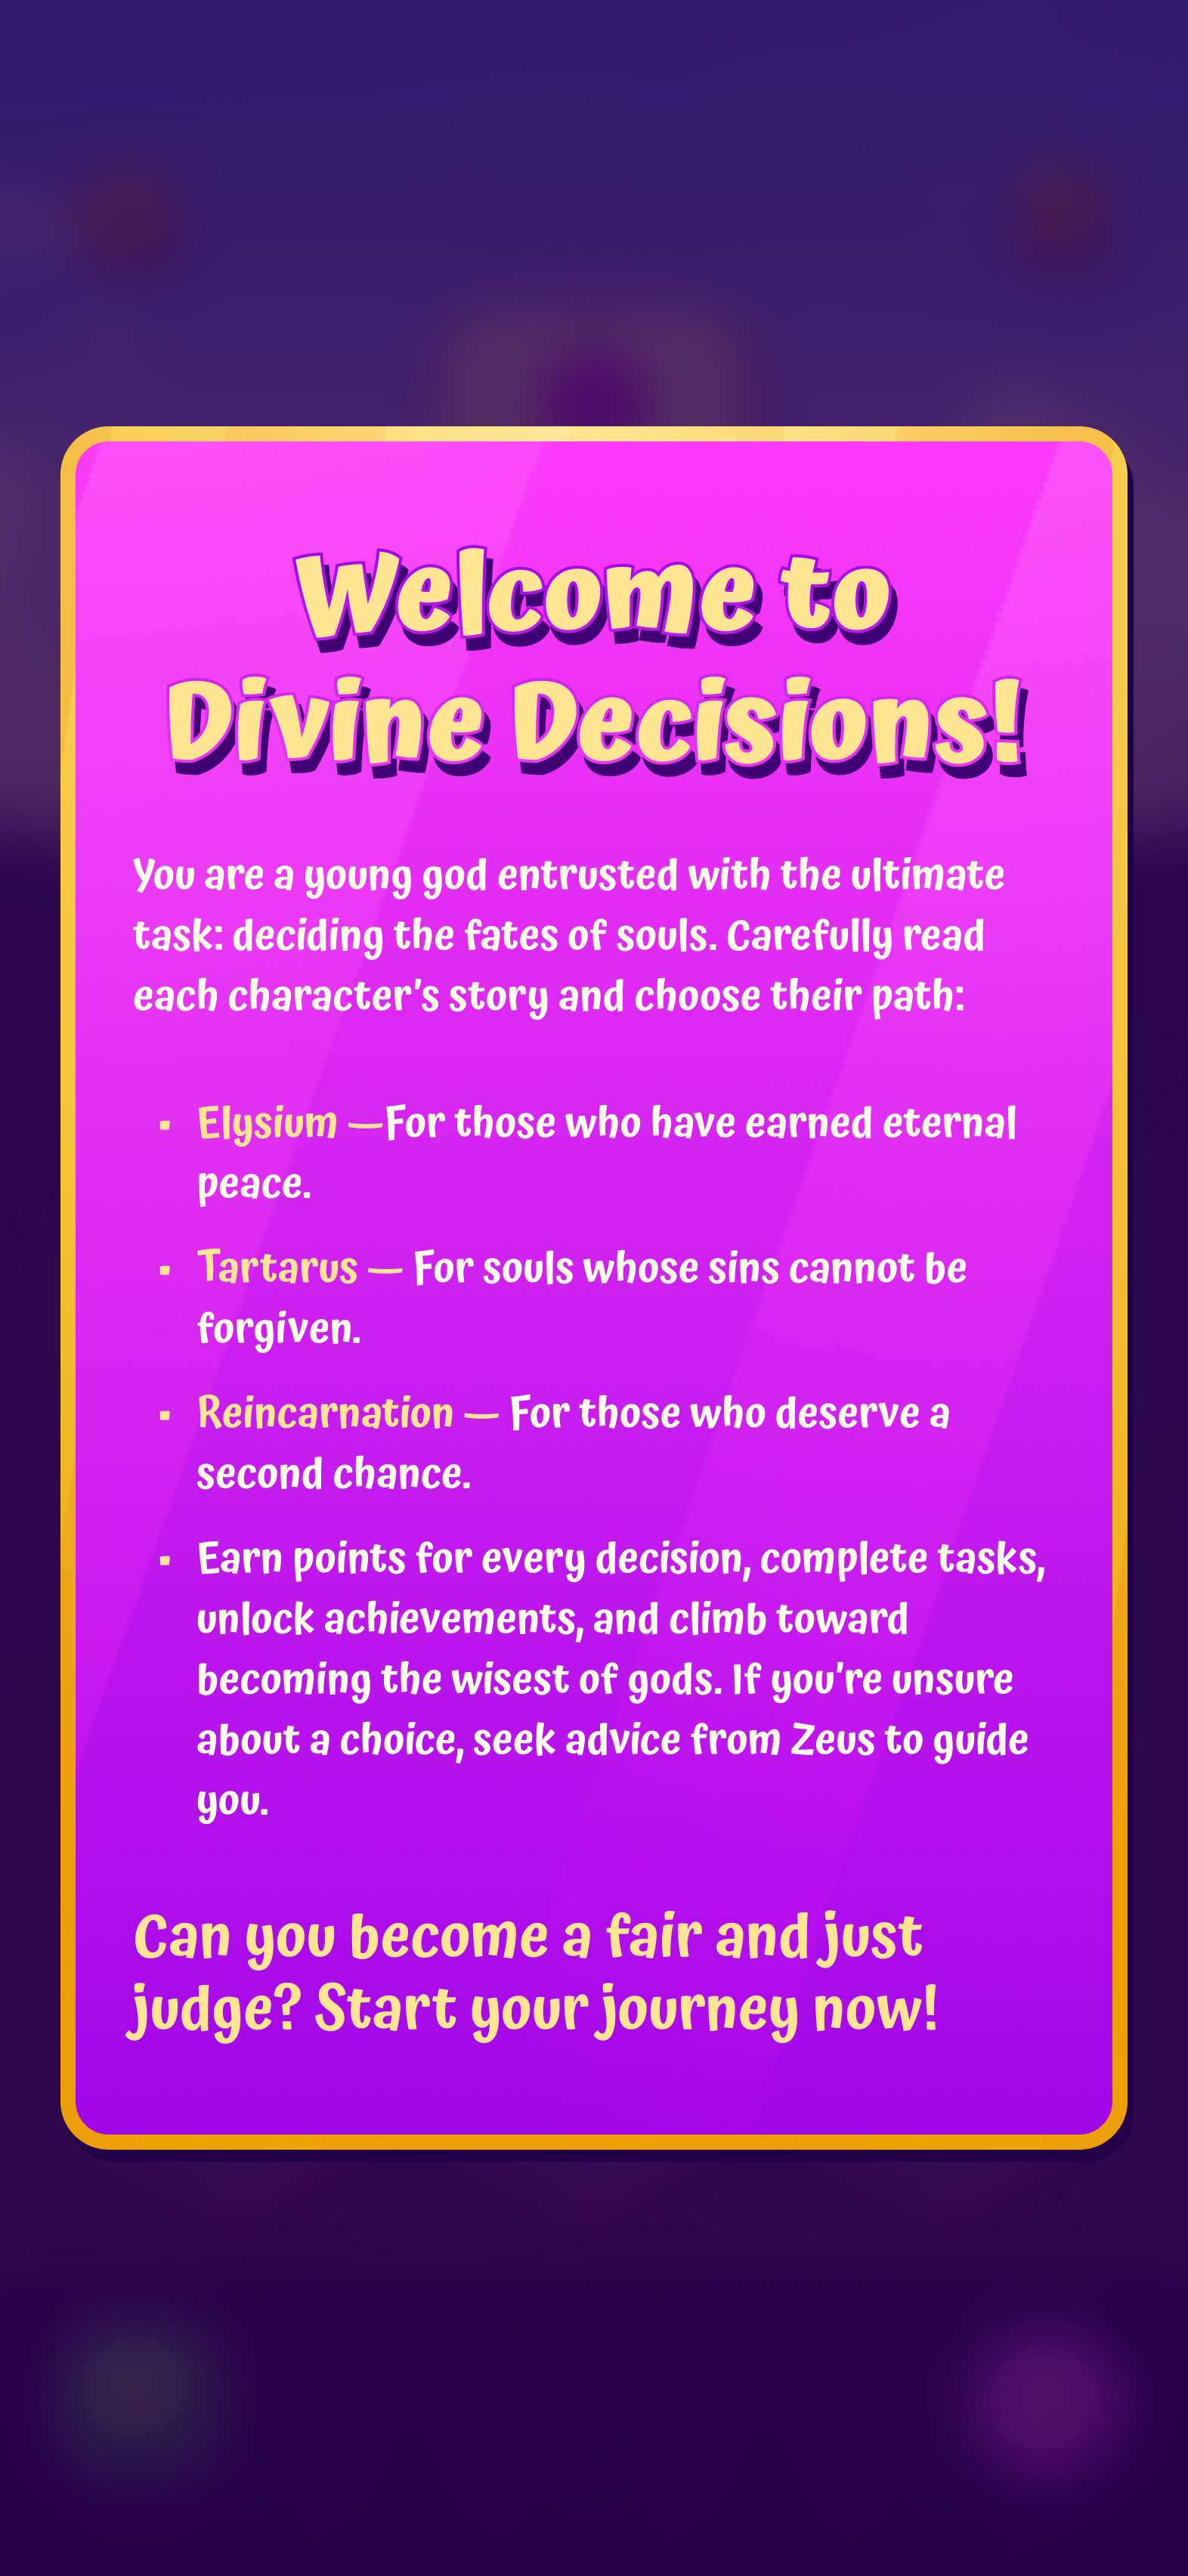 Welcome to
Divine Decisions!
You are a young god entrusted with the ultimate
task: deciding the fates of souls. Carefully read
each character's story and choose their path:
▪ Elysium —For those who have earned eternal
peace.
▪ Tartarus — For souls whose sins cannot be
forgiven.
▪ Reincarnation — For those who deserve a
second chance.
▪ Earn points for every decision, complete tasks,
unlock achievements, and climb toward
becoming the wisest of gods. If you're unsure
about a choice, seek advice from Zeus to guide
you.
Can you become a fair and just
judge? Start your journey now!